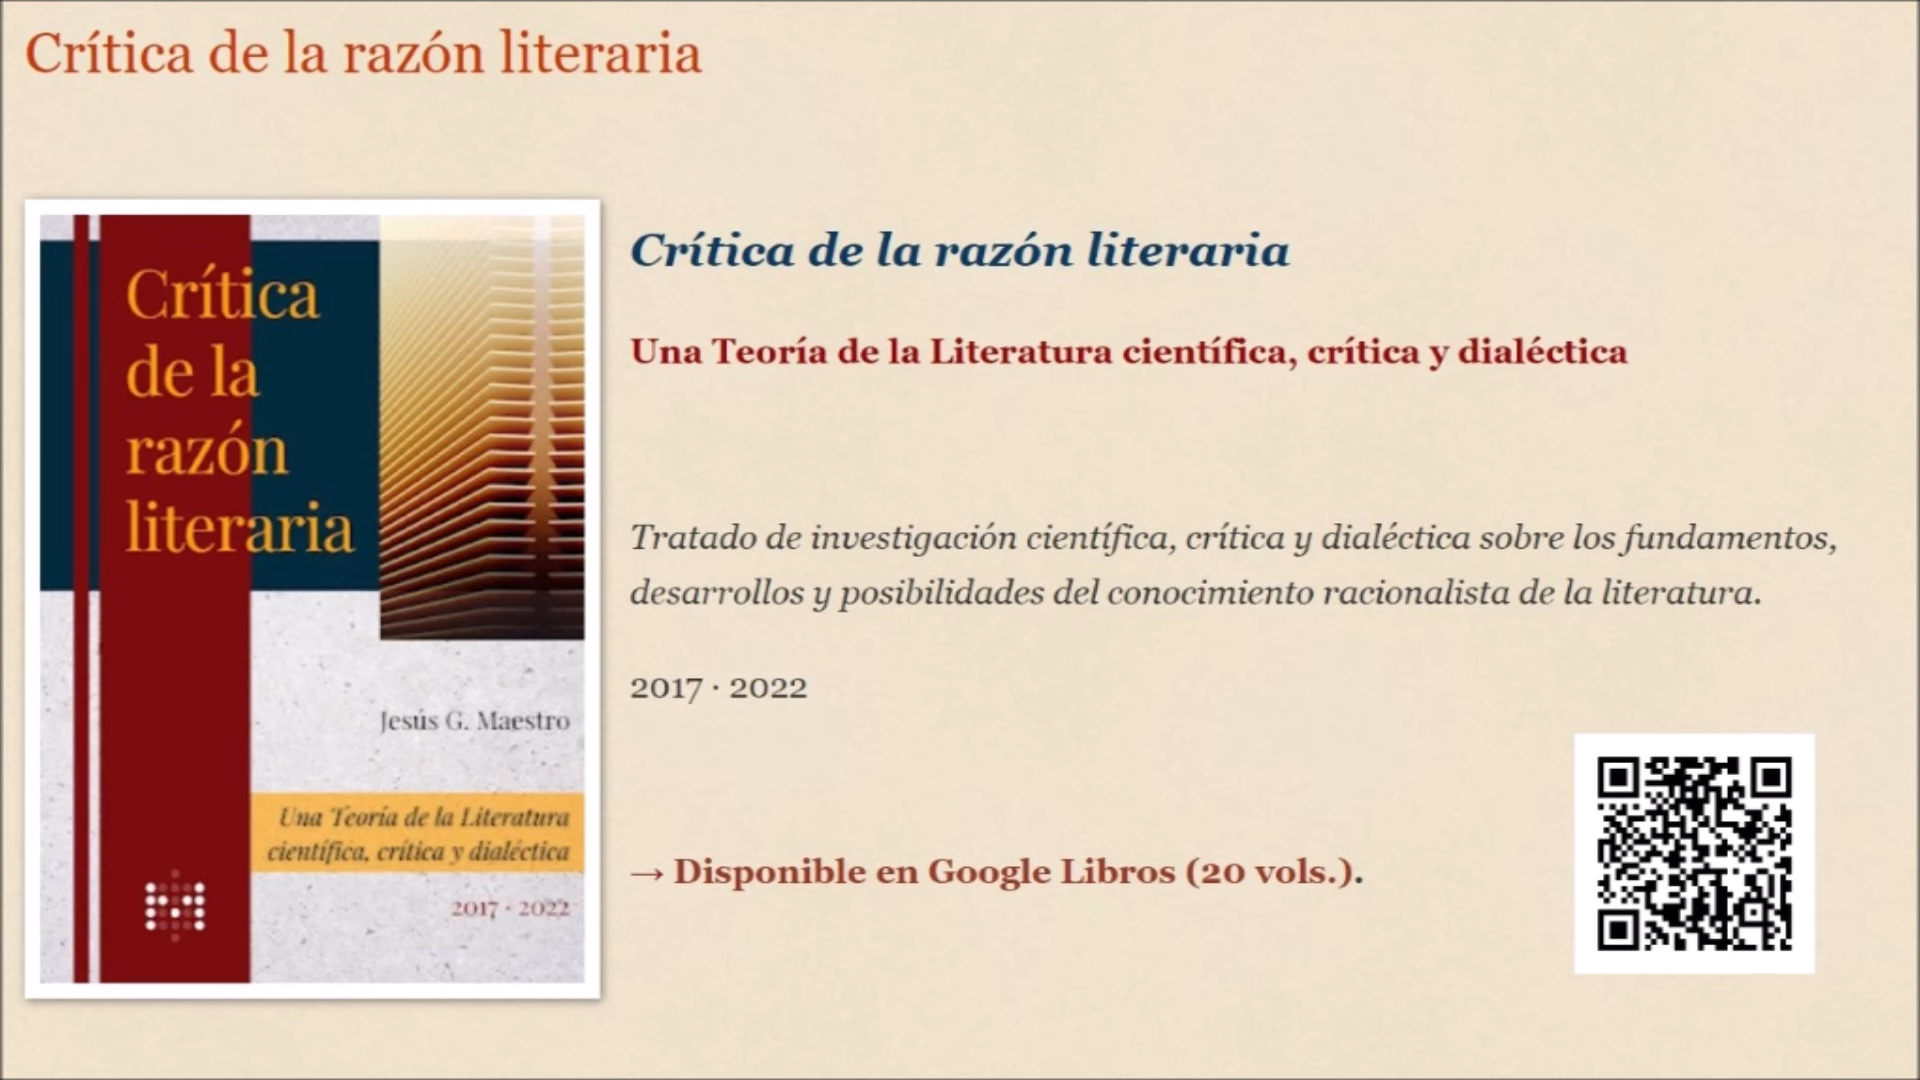 Crítica de la razón literaria
Crítica
de la
razón
literaria
Jesús G. Maestro
Una Teoría de la Literatura
científica, crítica y dialéctica
2017 · 2022
Crítica de la razón literaria
Una Teoría de la Literatura científica, crítica y dialéctica
Tratado de investigación científica, crítica y dialéctica sobre los fundamentos,
desarrollos y posibilidades del conocimiento racionalista de la literatura.
2017 · 2022
→ Disponible en Google Libros (20 vols.).